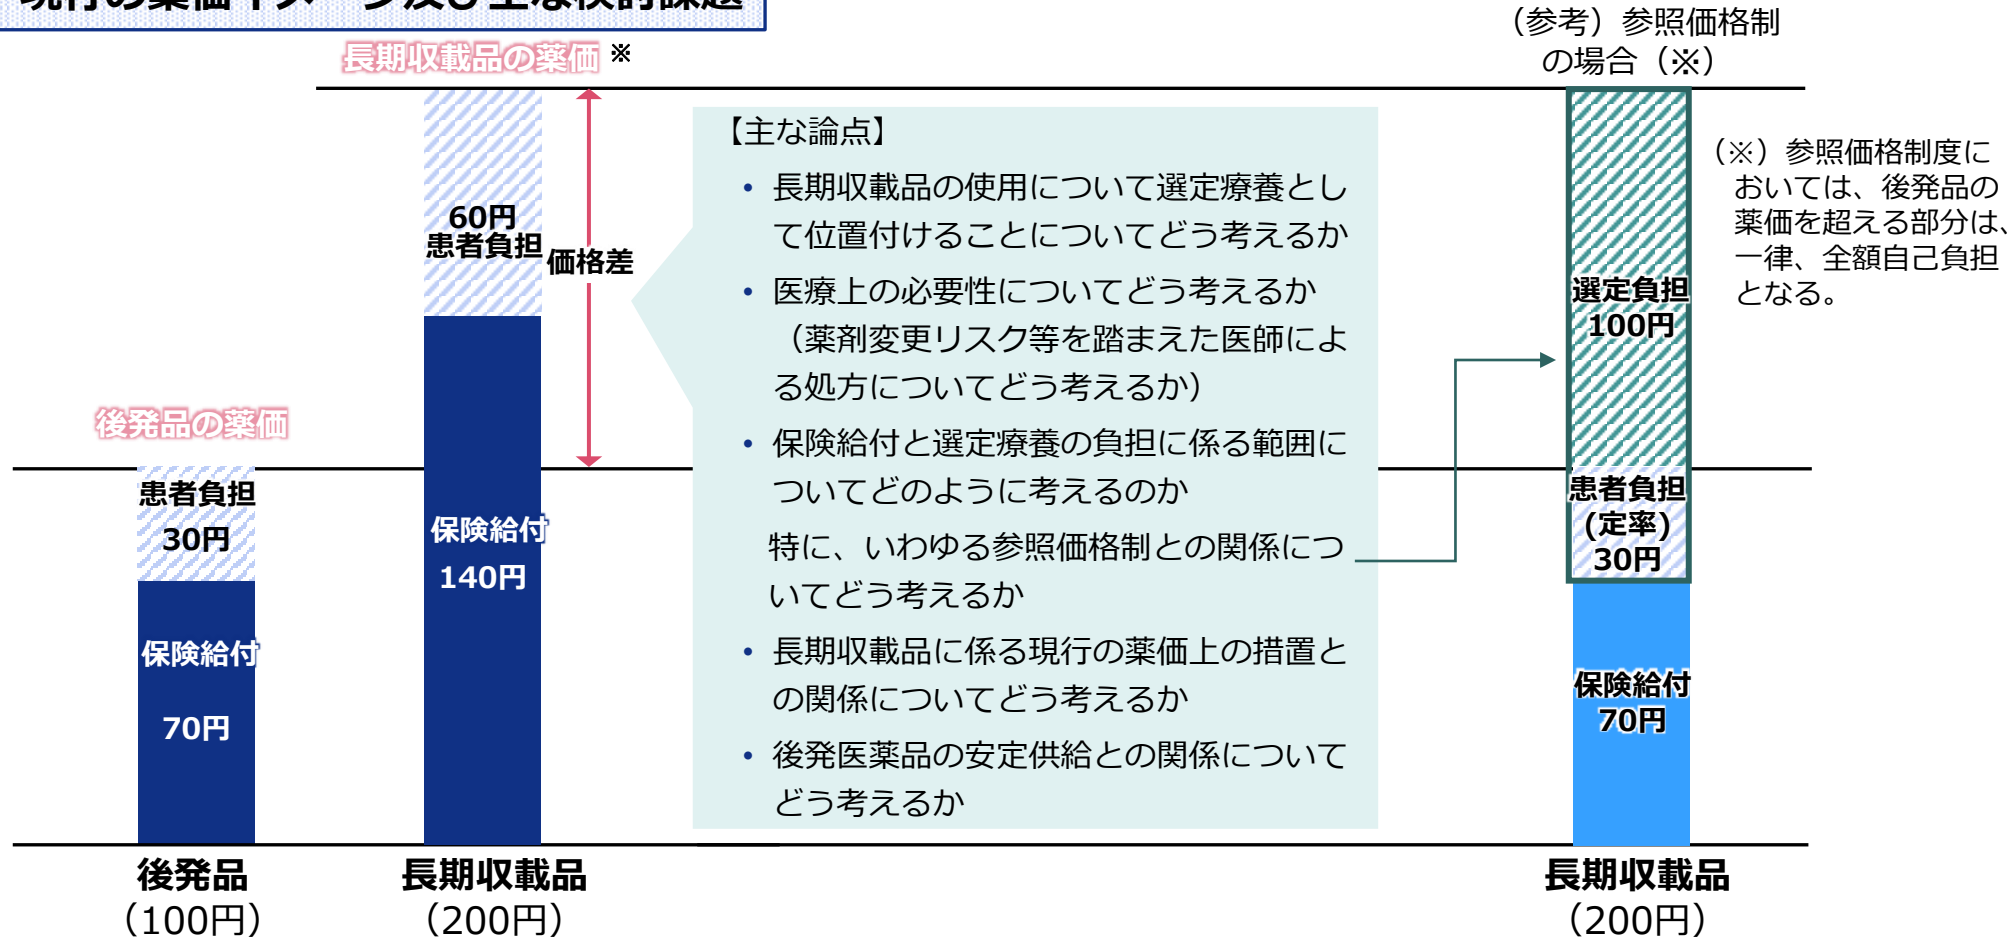 現行の薬価イメージ及び主な検討課題
長期収載品の薬価 ※
60円
患者負担
価格差
保険給付
140円
長期収載品
（200円）
後発品の薬価
患者負担
30円
保険給付
70円
後発品
（100円）
【主な論点】
• 長期収載品の使用について選定療養とし
て位置付けることについてどう考えるか
• 医療上の必要性についてどう考えるか
（薬剤変更リスク等を踏まえた医師によ
る処方についてどう考えるか）
• 保険給付と選定療養の負担に係る範囲に
ついてどのように考えるのか
特に、いわゆる参照価格制との関係につ
いてどう考えるか
• 長期収載品に係る現行の薬価上の措置と
の関係についてどう考えるか
• 後発医薬品の安定供給との関係について
どう考えるか
（参考）参照価格制
の場合（※）
選定負担
100円
患者負担
(定率)
30円
保険給付
70円
長期収載品
（200円）
（※）参照価格制度に
おいては、後発品の
薬価を超える部分は、
一律、全額自己負担
となる。